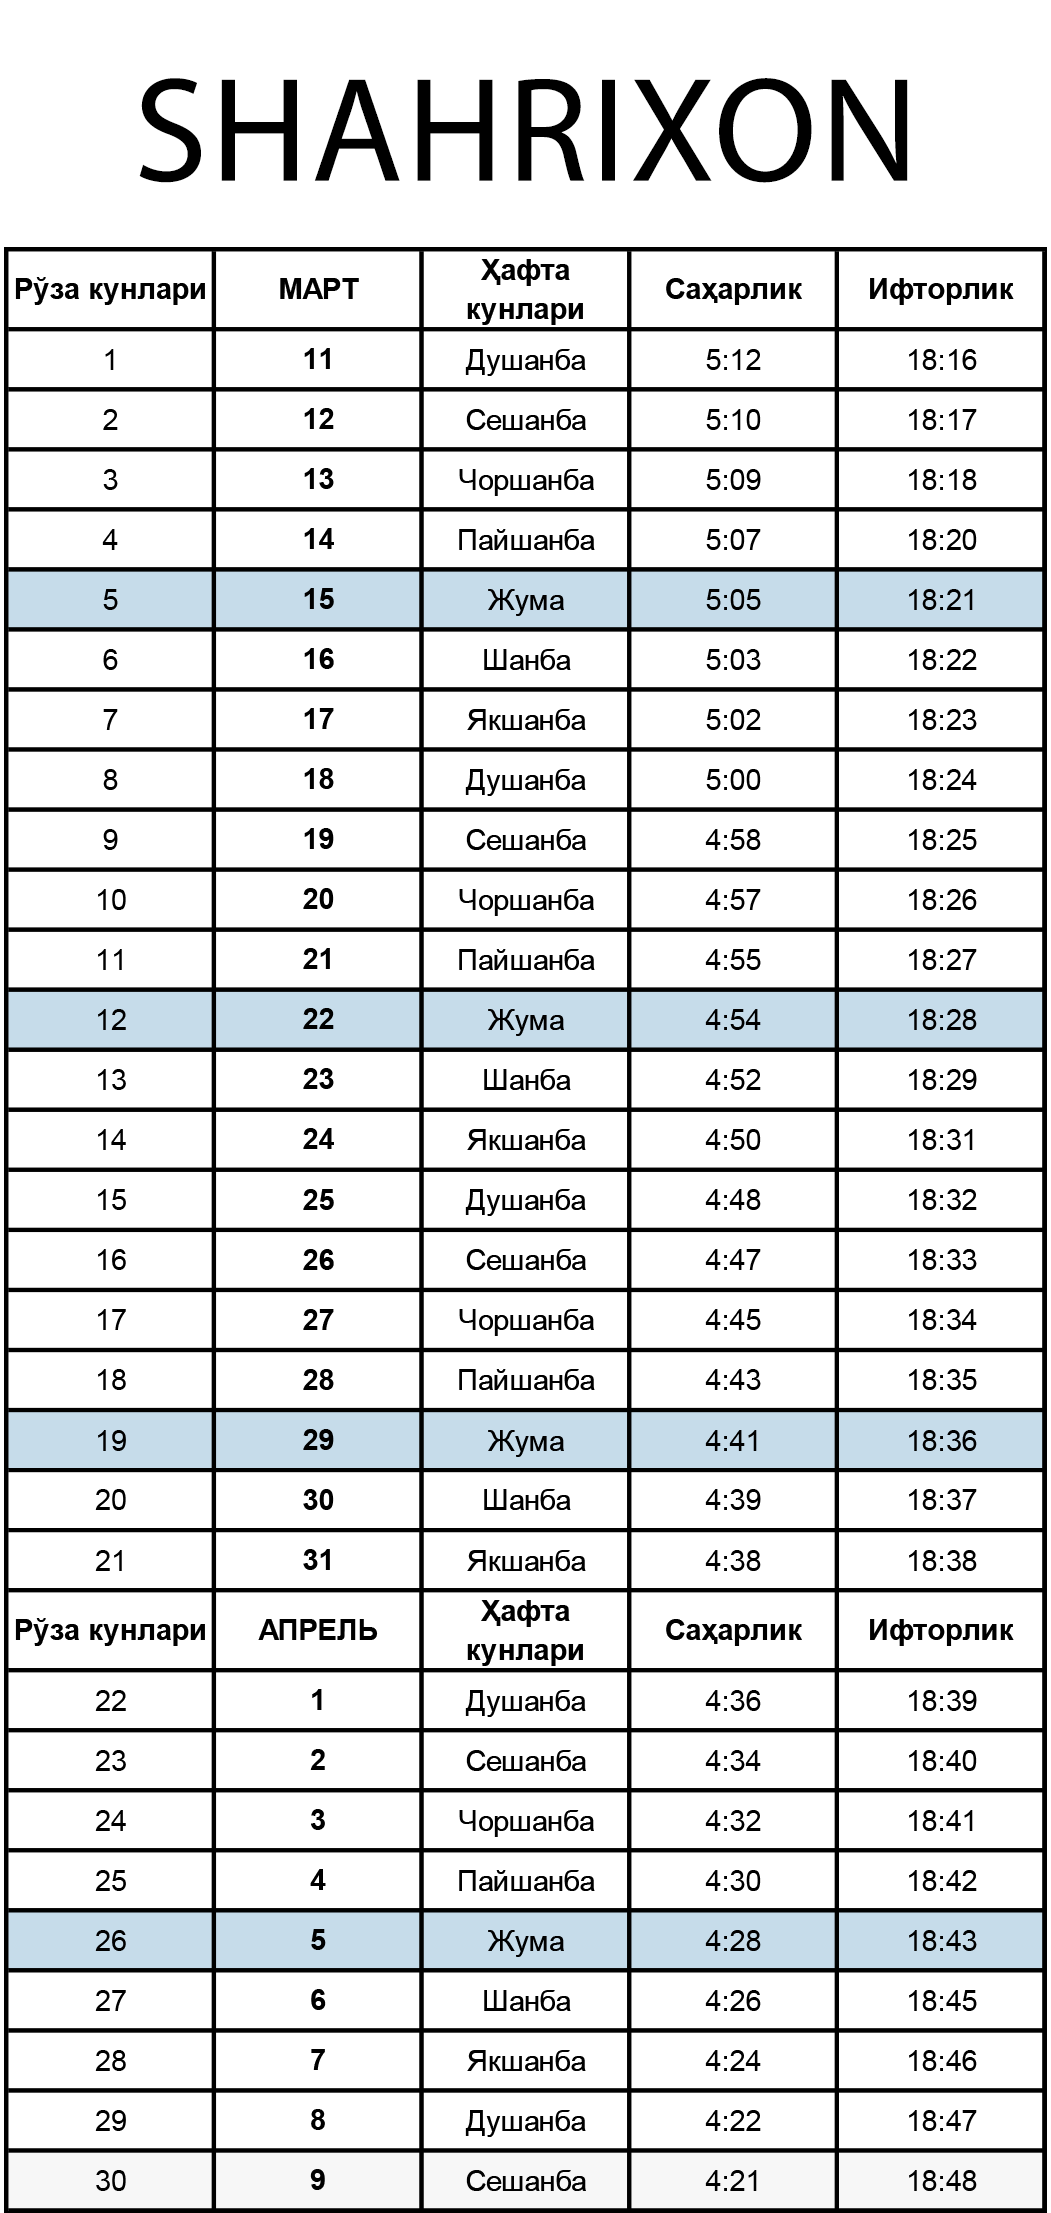 SHAHRIXON
Рўза кунлари МАРТ Ҳафта кунлари Саҳарлик Ифторлик
1 11 Душанба 5:12 18:16
2 12 Сешанба 5:10 18:17
3 13 Чоршанба 5:09 18:18
4 14 Пайшанба 5:07 18:20
5 15 Жума 5:05 18:21
6 16 Шанба 5:03 18:22
7 17 Якшанба 5:02 18:23
8 18 Душанба 5:00 18:24
9 19 Сешанба 4:58 18:25
10 20 Чоршанба 4:57 18:26
11 21 Пайшанба 4:55 18:27
12 22 Жума 4:54 18:28
13 23 Шанба 4:52 18:29
14 24 Якшанба 4:50 18:31
15 25 Душанба 4:48 18:32
16 26 Сешанба 4:47 18:33
17 27 Чоршанба 4:45 18:34
18 28 Пайшанба 4:43 18:35
19 29 Жума 4:41 18:36
20 30 Шанба 4:39 18:37
21 31 Якшанба 4:38 18:38
Рўза кунлари АПРЕЛЬ Ҳафта кунлари Саҳарлик Ифторлик
22 1 Душанба 4:36 18:39
23 2 Сешанба 4:34 18:40
24 3 Чоршанба 4:32 18:41
25 4 Пайшанба 4:30 18:42
26 5 Жума 4:28 18:43
27 6 Шанба 4:26 18:45
28 7 Якшанба 4:24 18:46
29 8 Душанба 4:22 18:47
30 9 Сешанба 4:21 18:48